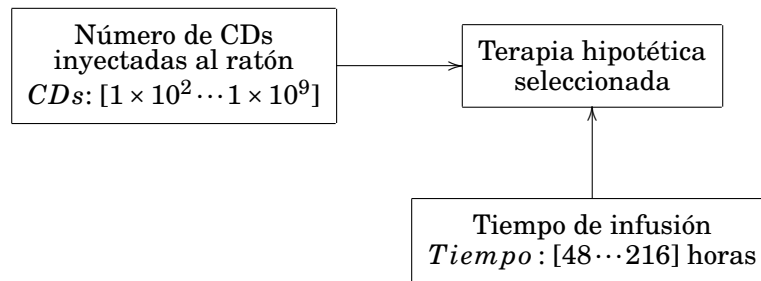 Número de CDs
inyectadas al ratón
CDs: [1 × 10² ⋯ 1 × 10⁹]
Terapia hipotética
seleccionada
Tiempo de infusión
Tiempo : [48 ⋯ 216] horas